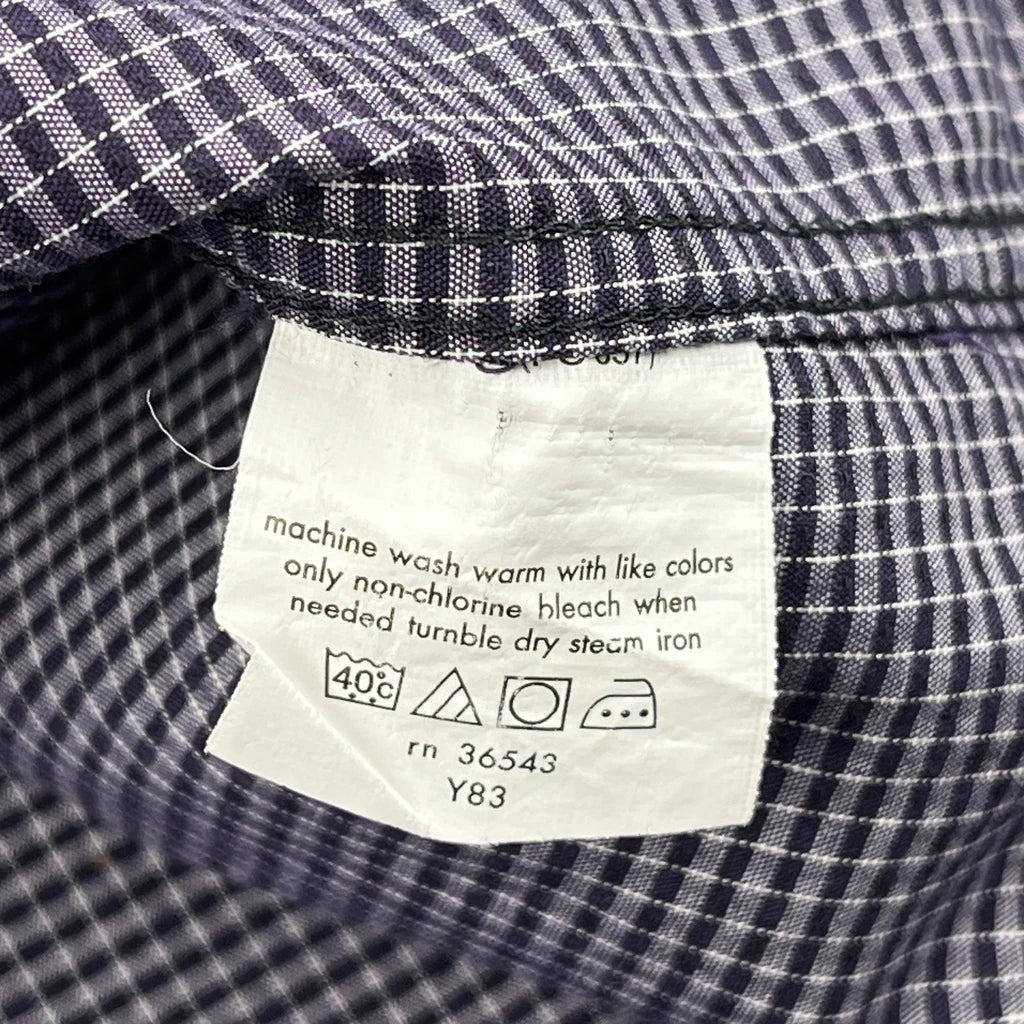 machine wash warm with like colors
only non-chlorine bleach when
needed tumble dry steam iron
40°c
rn 36543
Y83